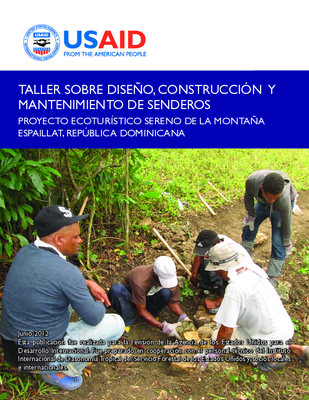 USAID
FROM THE AMERICAN PEOPLE
TALLER SOBRE DISEÑO, CONSTRUCCIÓN Y
MANTENIMIENTO DE SENDEROS
PROYECTO ECOTURÍSTICO SERENO DE LA MONTAÑA
ESPAILLAT, REPÚBLICA DOMINICANA
Junio 2012
Esta publicación fue realizada para la revisión de la Agencia de los Estados Unidos para el
Desarrollo Internacional. Fue preparado en cooperación con el personal técnico del Instituto
Internacional de Dasonomía Tropical del Servicio Forestal de los Estados Unidos y socios locales
e internacionales.